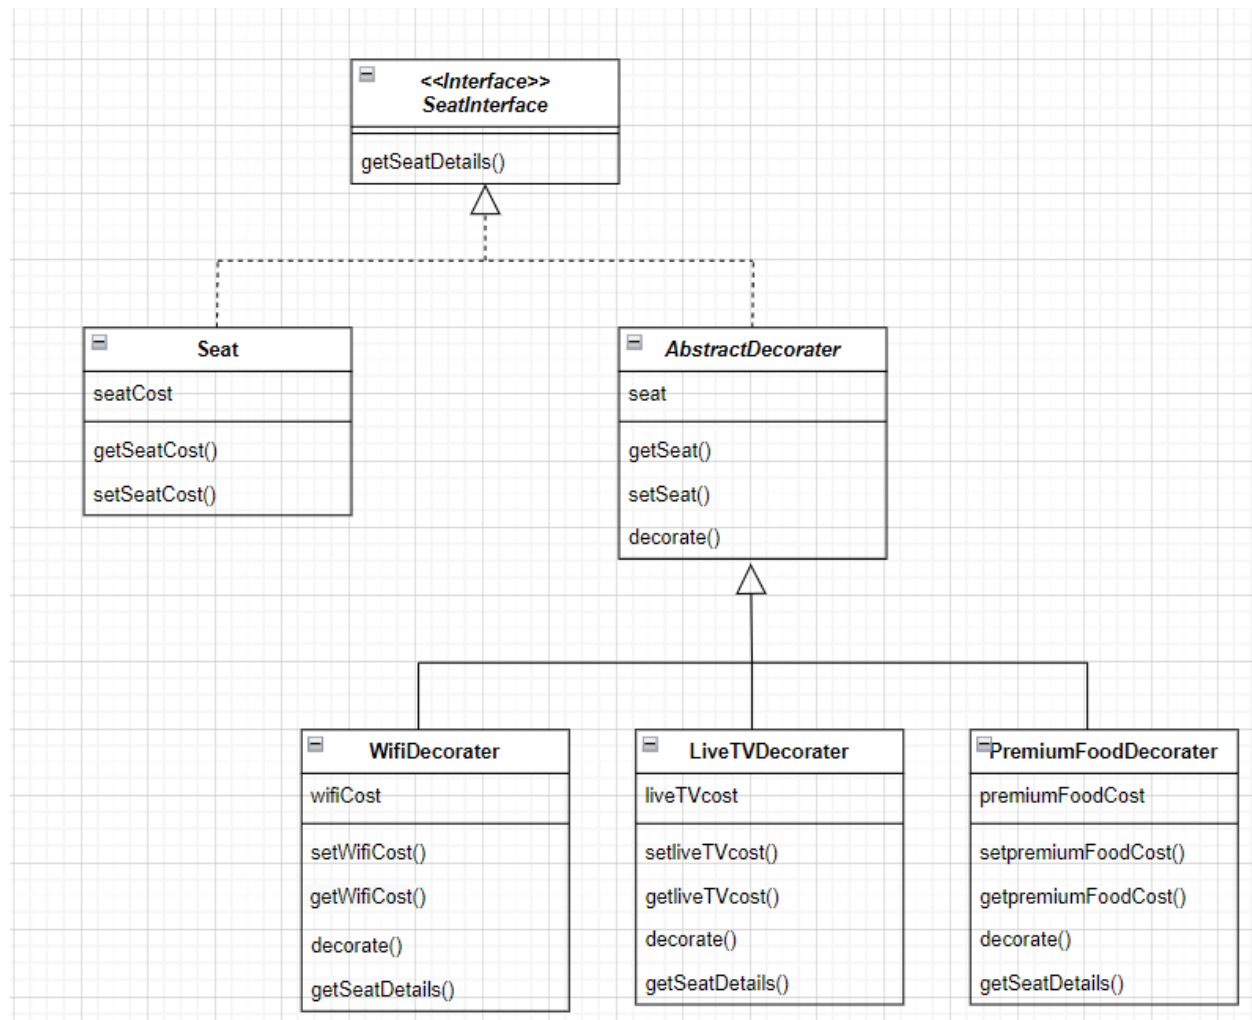 <<Interface>>
SeatInterface
getSeatDetails()
Seat
seatCost
getSeatCost()
setSeatCost()
AbstractDecorater
seat
getSeat()
setSeat()
decorate()
WifiDecorater
wifiCost
setWifiCost()
getWifiCost()
decorate()
getSeatDetails()
LiveTVDecorater
liveTVcost
setliveTVcost()
getliveTVcost()
decorate()
getSeatDetails()
PremiumFoodDecorater
premiumFoodCost
setpremiumFoodCost()
getpremiumFoodCost()
decorate()
getSeatDetails()